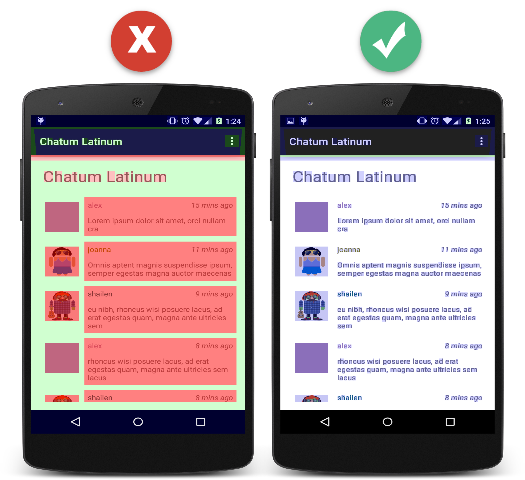 1:24
Chatum Latinum
Chatum Latinum
alex 15 mins ago
Lorem ipsum dolor sit amet, orci nullam
cra
joanna 11 mins ago
Omnis aptent magnis suspendisse ipsum,
semper egestas magna auctor maecenas
shailen 9 mins ago
eu nibh, rhoncus wisi posuere lacus, ad
erat egestas quam, magna ante ultricies
sem
alex 8 mins ago
rhoncus wisi posuere lacus, ad erat
egestas quam, magna ante ultricies sem
lacus
shailen 8 mins ago
1:25
Chatum Latinum
Chatum Latinum
alex 15 mins ago
Lorem ipsum dolor sit amet, orci nullam
cra
joanna 11 mins ago
Omnis aptent magnis suspendisse ipsum,
semper egestas magna auctor maecenas
shailen 9 mins ago
eu nibh, rhoncus wisi posuere lacus, ad
erat egestas quam, magna ante ultricies
sem
alex 8 mins ago
rhoncus wisi posuere lacus, ad erat
egestas quam, magna ante ultricies sem
lacus
shailen 8 mins ago